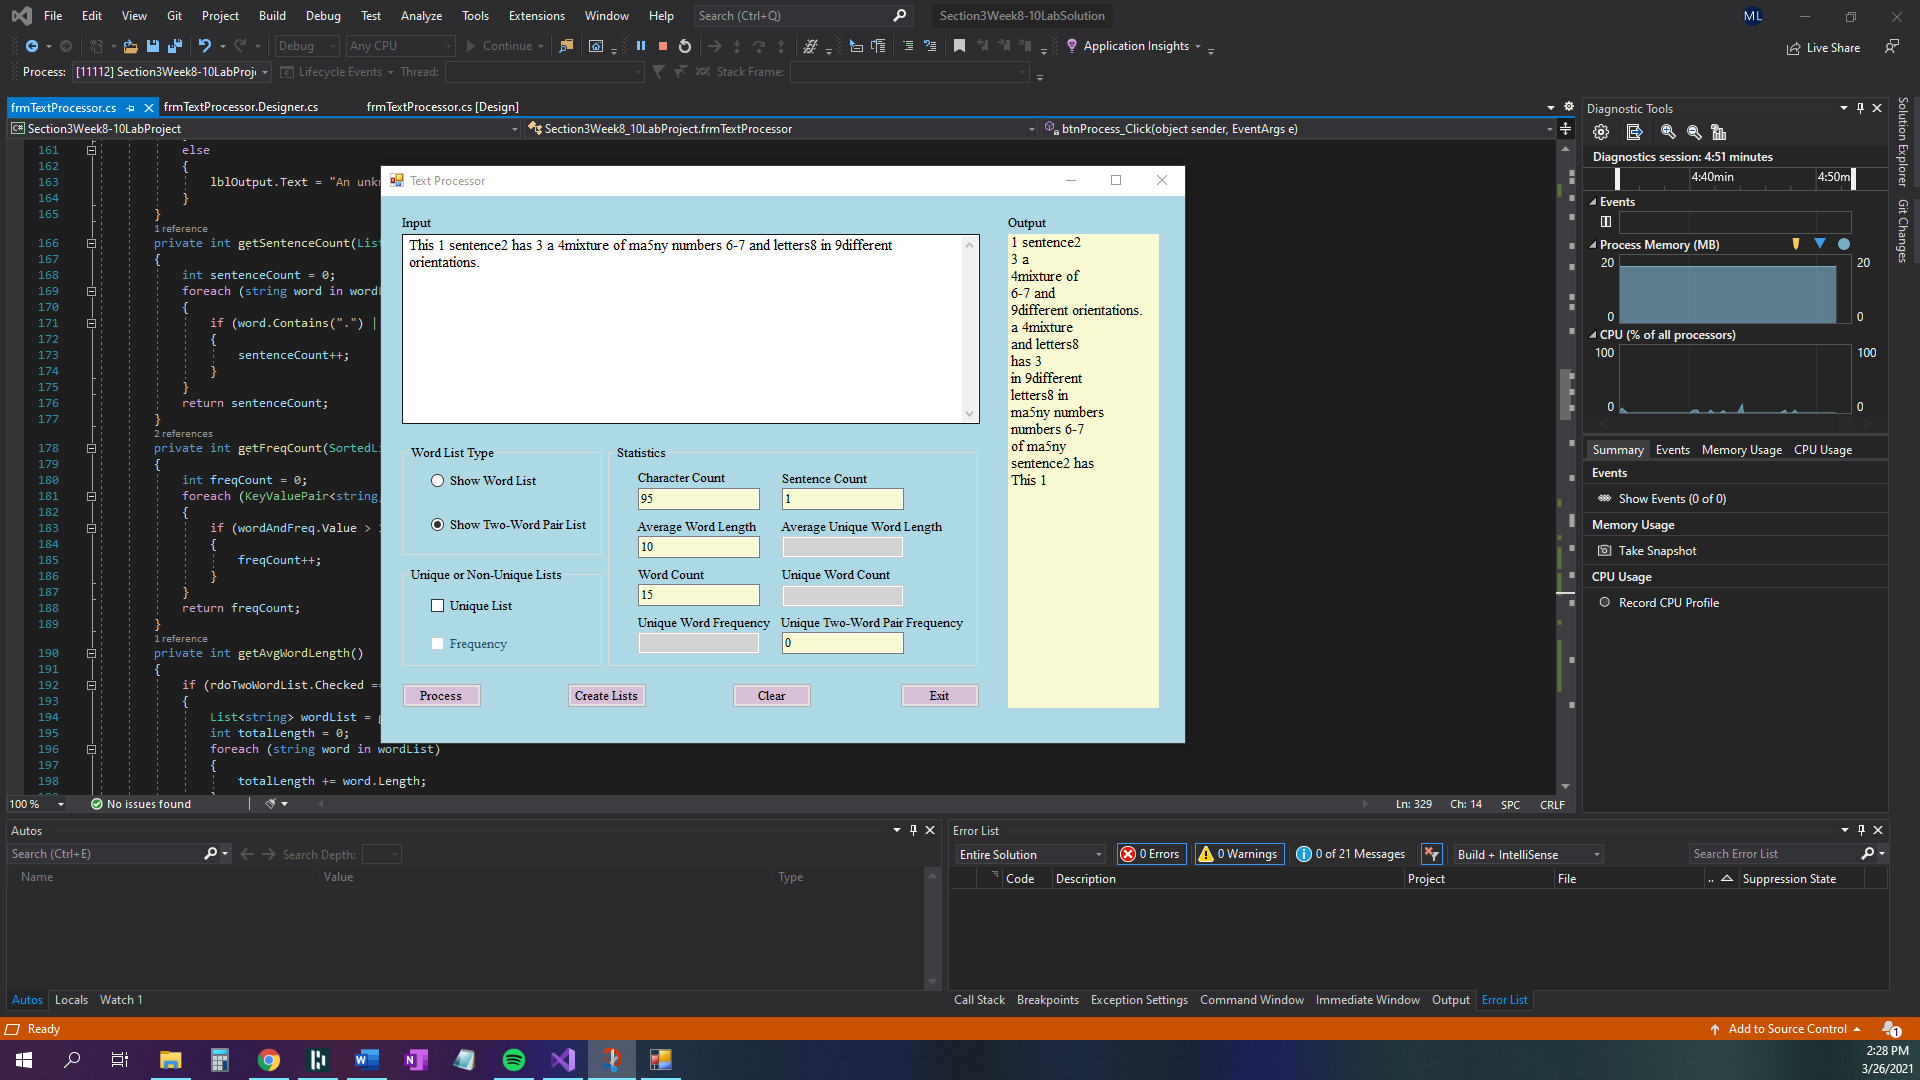 File Edit View Git Project Build Debug Test Analyze Tools Extensions Window Help Search (Ctrl+Q) Section3Week8-10LabSolution ML
Debug Any CPU Continue Application Insights Live Share
Process: [11112] Section3Week8-10LabProj Lifecycle Events Thread: Stack Frame:
frmTextProcessor.cs frmTextProcessor.Designer.cs frmTextProcessor.cs [Design]
C# Section3Week8-10LabProject Section3Week8_10LabProject.frmTextProcessor btnProcess_Click(object sender, EventArgs e)
161 else
162 {
163 lblOutput.Text = "An unk
164 }
165 }
1 reference
166 private int getSentenceCount(List
167 {
168 int sentenceCount = 0;
169 foreach (string word in word
170 {
171 if (word.Contains(".") |
172 {
173 sentenceCount++;
174 }
175 }
176 return sentenceCount;
177 }
2 references
178 private int getFreqCount(SortedLi
179 {
180 int freqCount = 0;
181 foreach (KeyValuePair<string,
182 {
183 if (wordAndFreq.Value >
184 {
185 freqCount++;
186 }
187 }
188 return freqCount;
189 }
1 reference
190 private int getAvgWordLength()
191 {
192 if (rdoTwoWordList.Checked =
193 {
194 List<string> wordList =
195 int totalLength = 0;
196 foreach (string word in wordList)
197 {
198 totalLength += word.Length;
Text Processor
Input
This 1 sentence2 has 3 a 4mixture of ma5ny numbers 6-7 and letters8 in 9different
orientations.
Word List Type
Show Word List
Show Two-Word Pair List
Unique or Non-Unique Lists
Unique List
Frequency
Statistics
Character Count Sentence Count
95 1
Average Word Length Average Unique Word Length
10
Word Count Unique Word Count
15
Unique Word Frequency Unique Two-Word Pair Frequency
0
Process Create Lists Clear Exit
Output
1 sentence2
3 a
4mixture of
6-7 and
9different orientations.
a 4mixture
and letters8
has 3
in 9different
letters8 in
ma5ny numbers
numbers 6-7
of ma5ny
sentence2 has
This 1
100 % No issues found Ln: 329 Ch: 14 SPC CRLF
Diagnostic Tools
Diagnostics session: 4:51 minutes
4:40min 4:50m
Events
Process Memory (MB)
20 20
0 0
CPU (% of all processors)
100 100
0 0
Summary Events Memory Usage CPU Usage
Events
Show Events (0 of 0)
Memory Usage
Take Snapshot
CPU Usage
Record CPU Profile
Solution Explorer
Git Changes
Autos
Search (Ctrl+E) Search Depth:
Name Value Type
Autos Locals Watch 1
Error List
Entire Solution 0 Errors 0 Warnings 0 of 21 Messages Build + IntelliSense Search Error List
Code Description Project File .. Suppression State
Call Stack Breakpoints Exception Settings Command Window Immediate Window Output Error List
Ready Add to Source Control 1
2:28 PM
3/26/2021